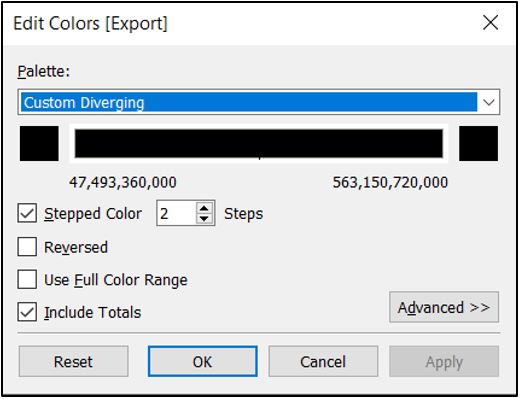 Edit Colors [Export]
Palette:
Custom Diverging
47,493,360,000 563,150,720,000
Stepped Color 2 Steps
Reversed
Use Full Color Range
Include Totals
Advanced >>
Reset OK Cancel Apply